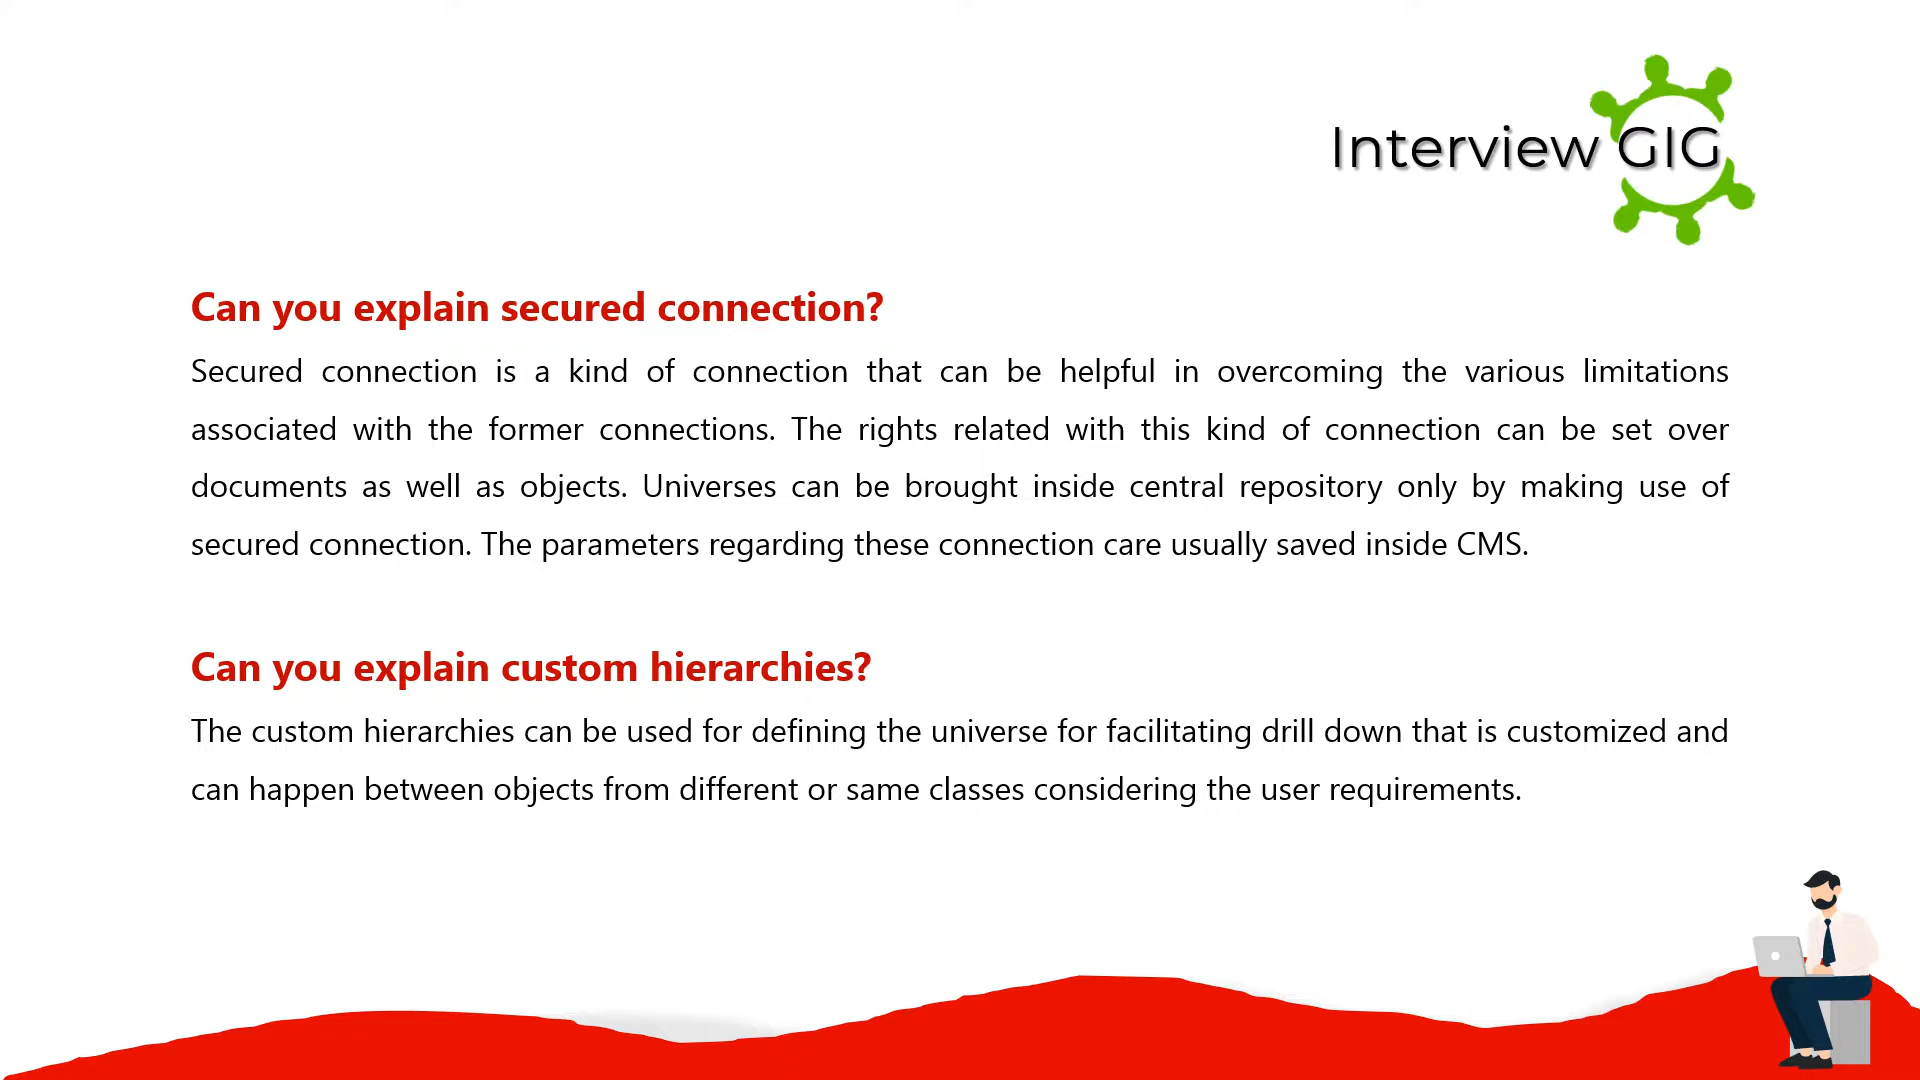 Interview GIG
Can you explain secured connection?
Secured connection is a kind of connection that can be helpful in overcoming the various limitations
associated with the former connections. The rights related with this kind of connection can be set over
documents as well as objects. Universes can be brought inside central repository only by making use of
secured connection. The parameters regarding these connection care usually saved inside CMS.
Can you explain custom hierarchies?
The custom hierarchies can be used for defining the universe for facilitating drill down that is customized and
can happen between objects from different or same classes considering the user requirements.